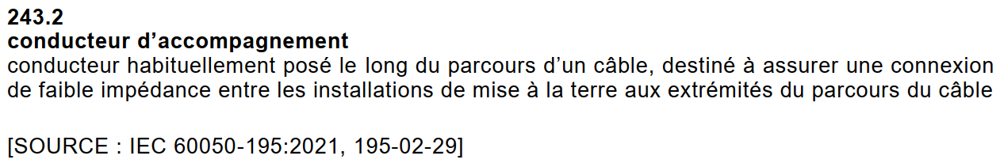 243.2
conducteur d’accompagnement
conducteur habituellement posé le long du parcours d’un câble, destiné à assurer une connexion
de faible impédance entre les installations de mise à la terre aux extrémités du parcours du câble
[SOURCE : IEC 60050-195:2021, 195-02-29]